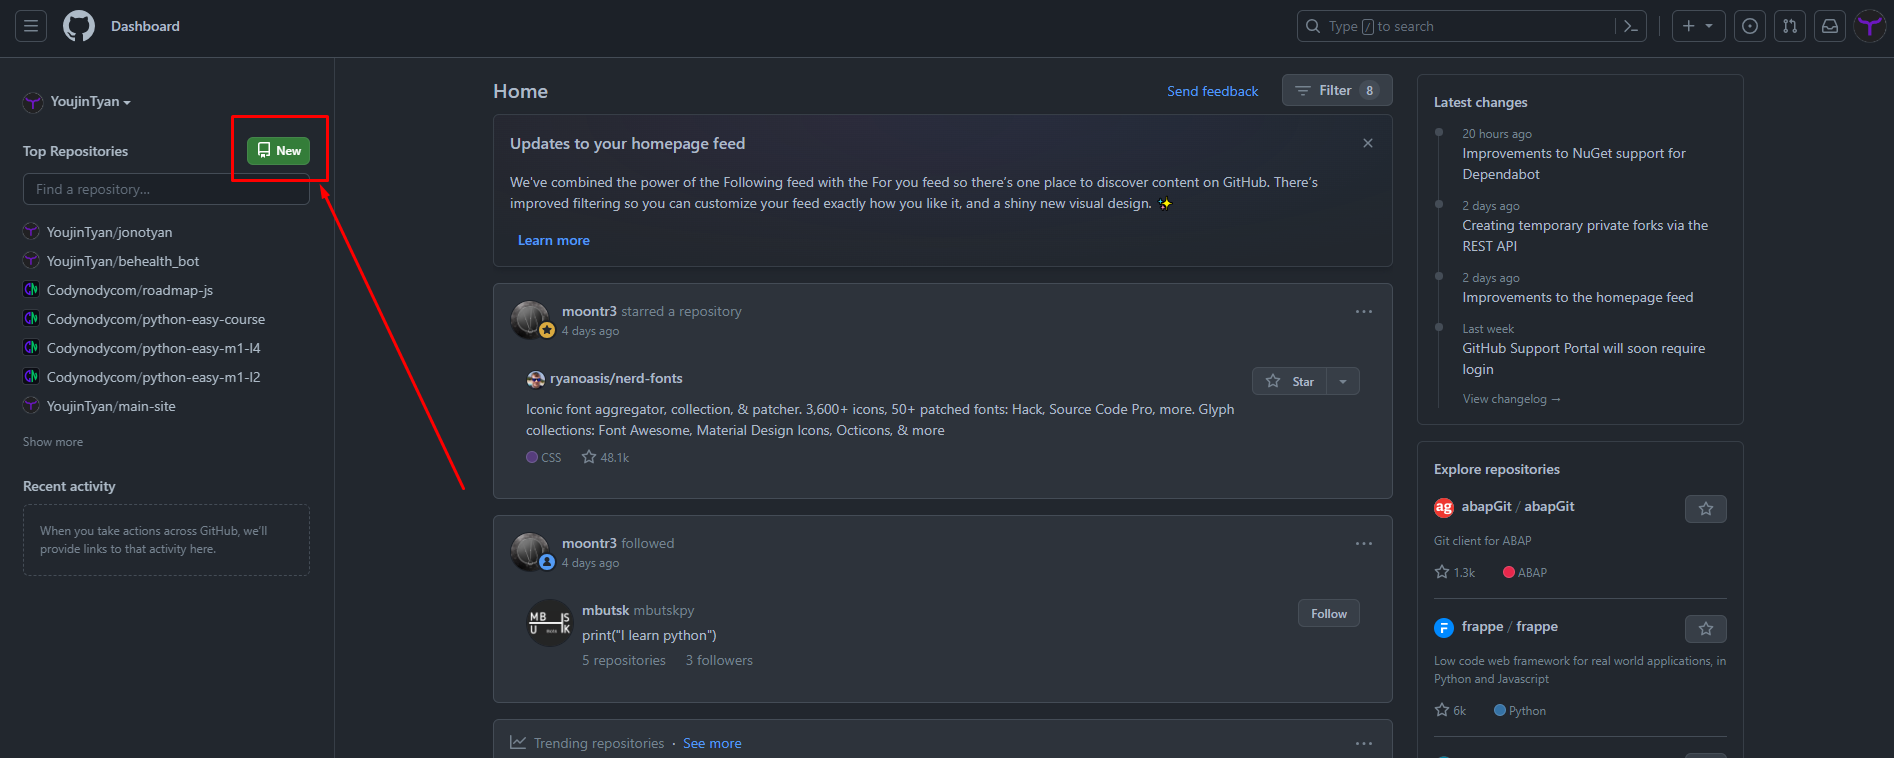 Dashboard
Type / to search
YoujinTyan
Top Repositories
New
Find a repository...
YoujinTyan/jonotyan
YoujinTyan/behealth_bot
Codynodycom/roadmap-js
Codynodycom/python-easy-course
Codynodycom/python-easy-m1-l4
Codynodycom/python-easy-m1-l2
YoujinTyan/main-site
Show more
Recent activity
When you take actions across GitHub, we'll
provide links to that activity here.
Home
Send feedback
Filter 8
Updates to your homepage feed
We've combined the power of the Following feed with the For you feed so there's one place to discover content on GitHub. There's
improved filtering so you can customize your feed exactly how you like it, and a shiny new visual design. ✨
Learn more
moontr3 starred a repository
4 days ago
ryanoasis/nerd-fonts
Star
Iconic font aggregator, collection, & patcher. 3,600+ icons, 50+ patched fonts: Hack, Source Code Pro, more. Glyph
collections: Font Awesome, Material Design Icons, Octicons, & more
CSS 48.1k
moontr3 followed
4 days ago
MB S
U K
mbutsk mbutskpy
Follow
print("I learn python")
5 repositories 3 followers
Trending repositories · See more
Latest changes
20 hours ago
Improvements to NuGet support for
Dependabot
2 days ago
Creating temporary private forks via the
REST API
2 days ago
Improvements to the homepage feed
Last week
GitHub Support Portal will soon require
login
View changelog →
Explore repositories
ag
abapGit / abapGit
Git client for ABAP
1.3k ABAP
frappe / frappe
Low code web framework for real world applications, in
Python and Javascript
6k Python